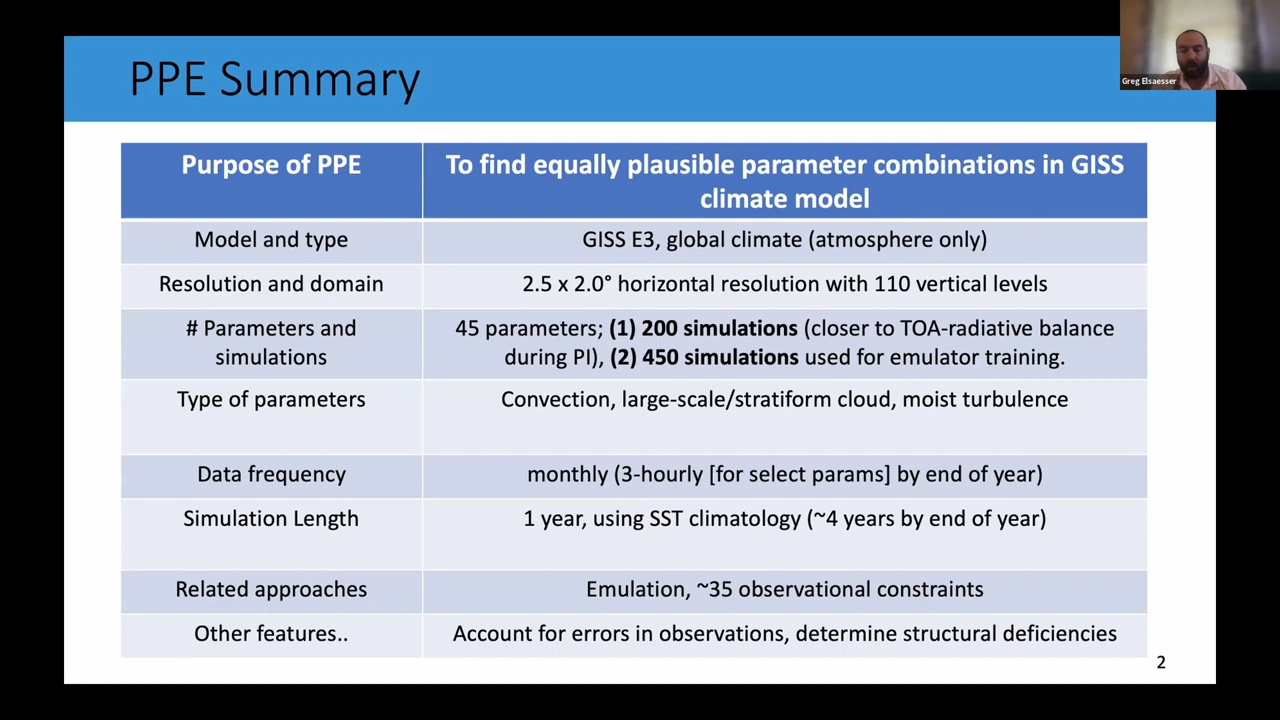 PPE Summary
Greg Elsaesser
Purpose of PPE
To find equally plausible parameter combinations in GISS
climate model
Model and type
GISS E3, global climate (atmosphere only)
Resolution and domain
2.5 x 2.0° horizontal resolution with 110 vertical levels
# Parameters and
simulations
45 parameters; (1) 200 simulations (closer to TOA-radiative balance
during PI), (2) 450 simulations used for emulator training.
Type of parameters
Convection, large-scale/stratiform cloud, moist turbulence
Data frequency
monthly (3-hourly [for select params] by end of year)
Simulation Length
1 year, using SST climatology (~4 years by end of year)
Related approaches
Emulation, ~35 observational constraints
Other features..
Account for errors in observations, determine structural deficiencies
2